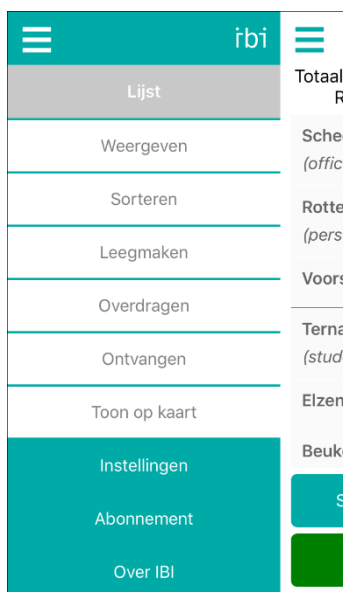 ibi
Lijst
Weergeven
Sorteren
Leegmaken
Overdragen
Ontvangen
Toon op kaart
Instellingen
Abonnement
Over IBI
Totaal
R
Sche
(offic
Rotte
(pers
Voors
Terna
(stud
Elzen
Beuk
S